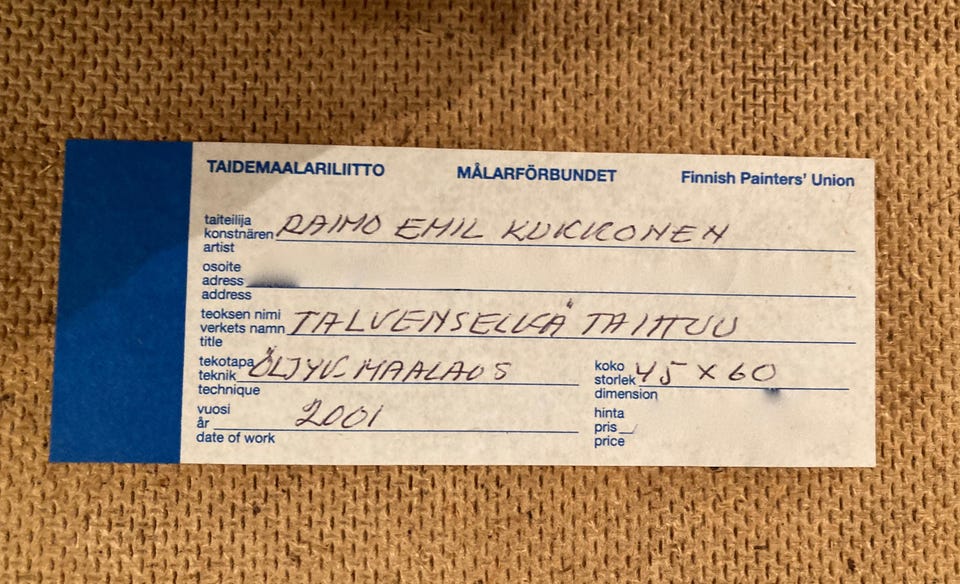 TAIDEMAALARILIITTO MÅLARFÖRBUNDET Finnish Painters' Union
taiteilija
konstnären RAIMO EMIL KUKKONEN
artist
osoite
adress
address
teoksen nimi
verkets namn TALVENSELKÄ TAITTUU
title
tekotapa
teknik ÖLJYVÄRIMAALAUS
technique
koko
storlek 45 x 60
dimension
vuosi
år 2001
date of work
hinta
pris
price